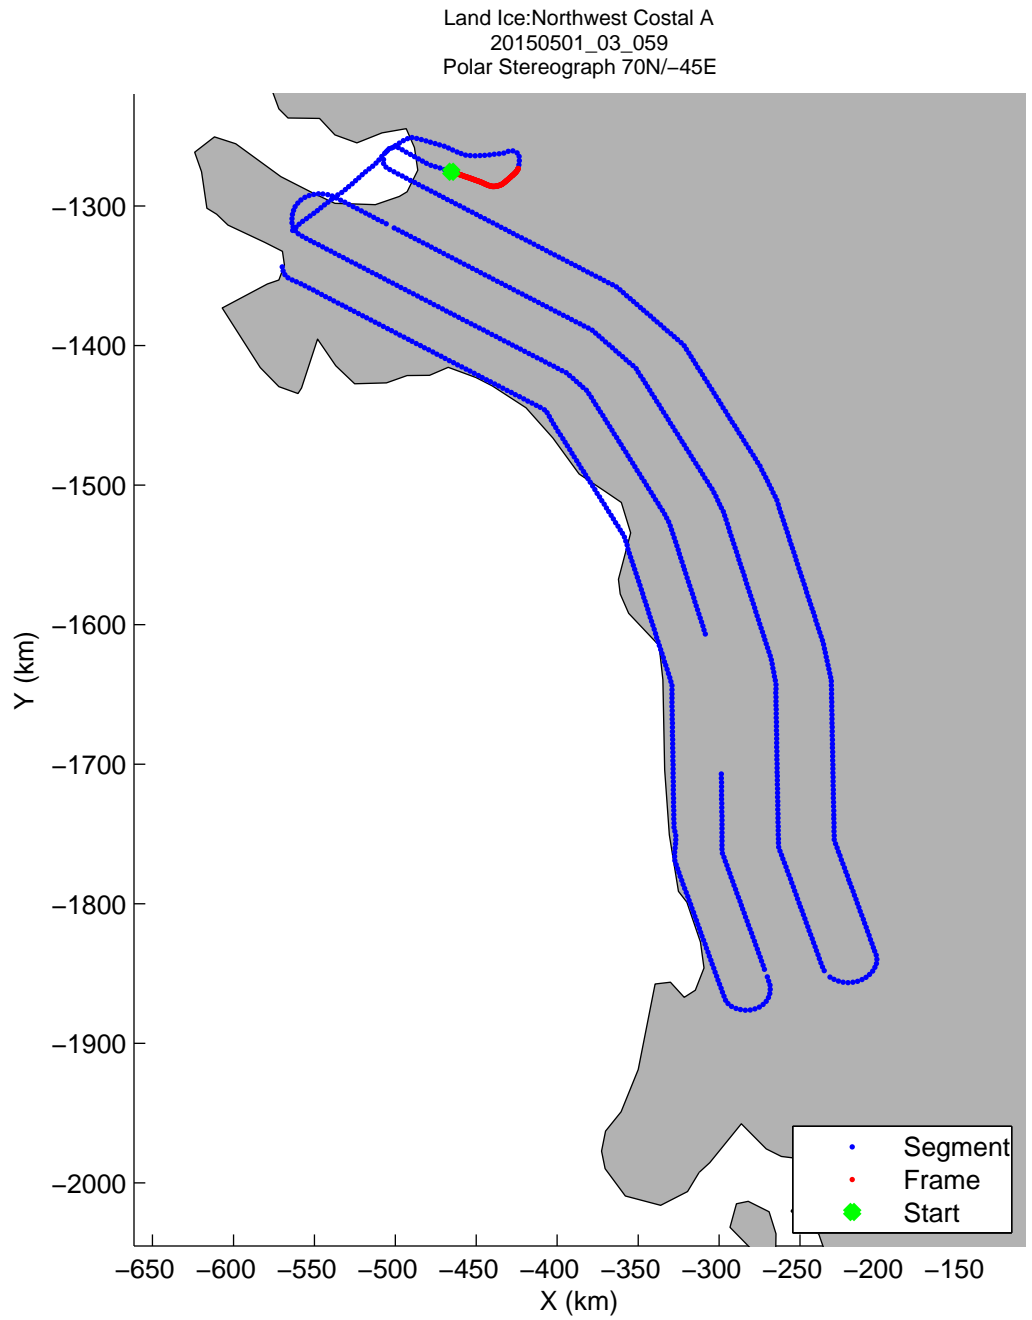 Land Ice:Northwest Costal A
20150501_03_059
Polar Stereograph 70N/−45E
−1300
−1400
−1500
−1600
−1700
−1800
−1900
−2000
Y (km)
Segment
Frame
Start
−650 −600 −550 −500 −450 −400 −350 −300 −250 −200 −150
X (km)